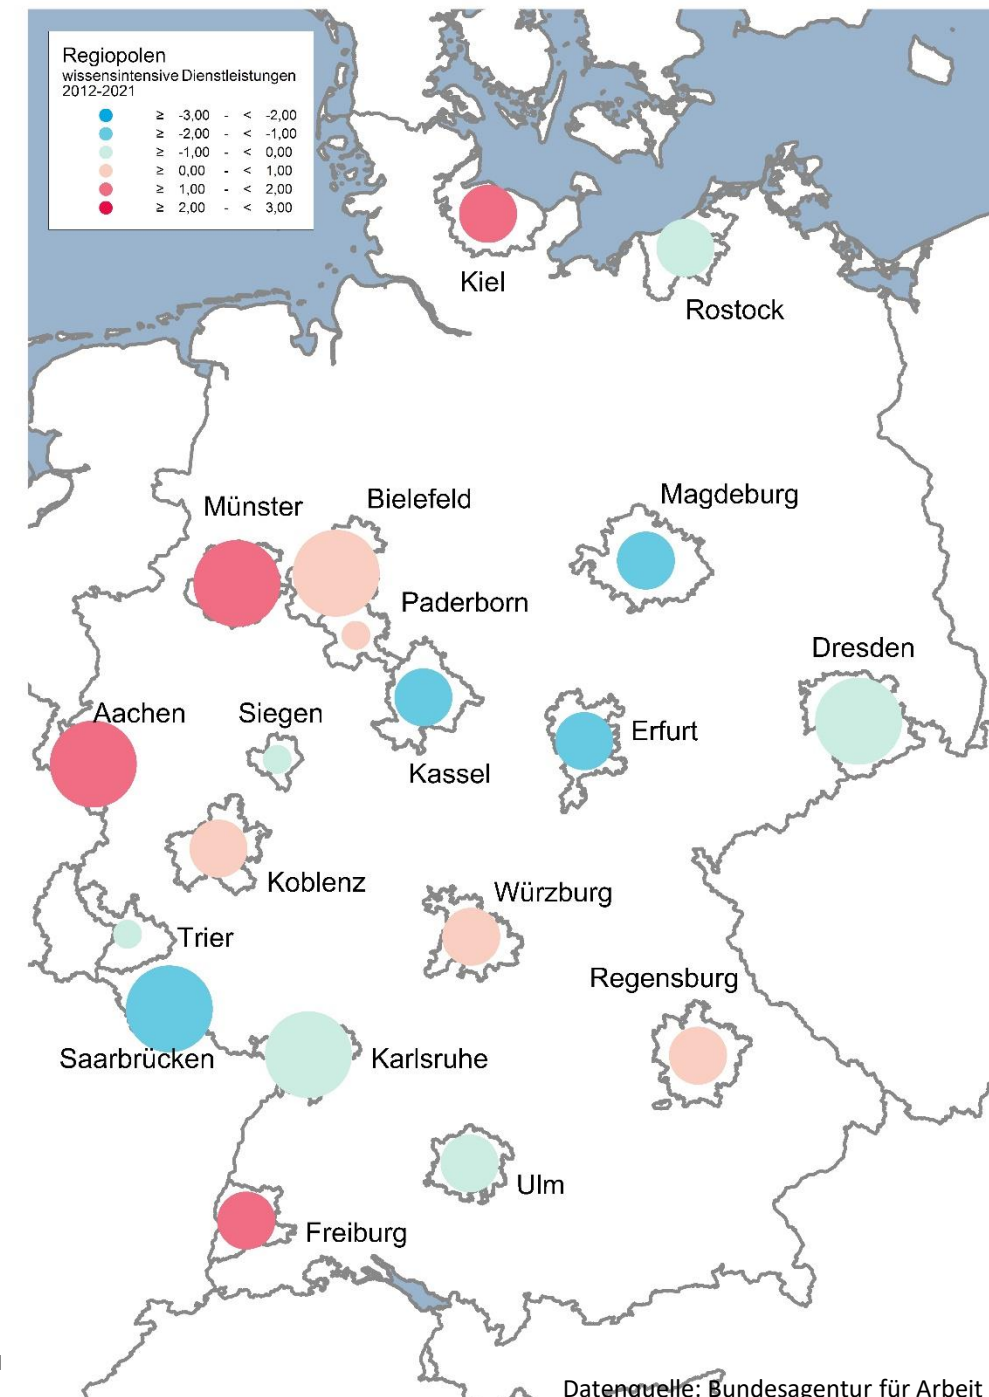 Regiopolen
wissensintensive Dienstleistungen
2012-2021
≥ -3,00 - < -2,00
≥ -2,00 - < -1,00
≥ -1,00 - < 0,00
≥ 0,00 - < 1,00
≥ 1,00 - < 2,00
≥ 2,00 - < 3,00
Kiel
Rostock
Magdeburg
Bielefeld
Münster
Paderborn
Dresden
Aachen
Siegen
Erfurt
Kassel
Koblenz
Würzburg
Trier
Regensburg
Saarbrücken
Karlsruhe
Ulm
Freiburg
Datenquelle: Bundesagentur für Arbeit